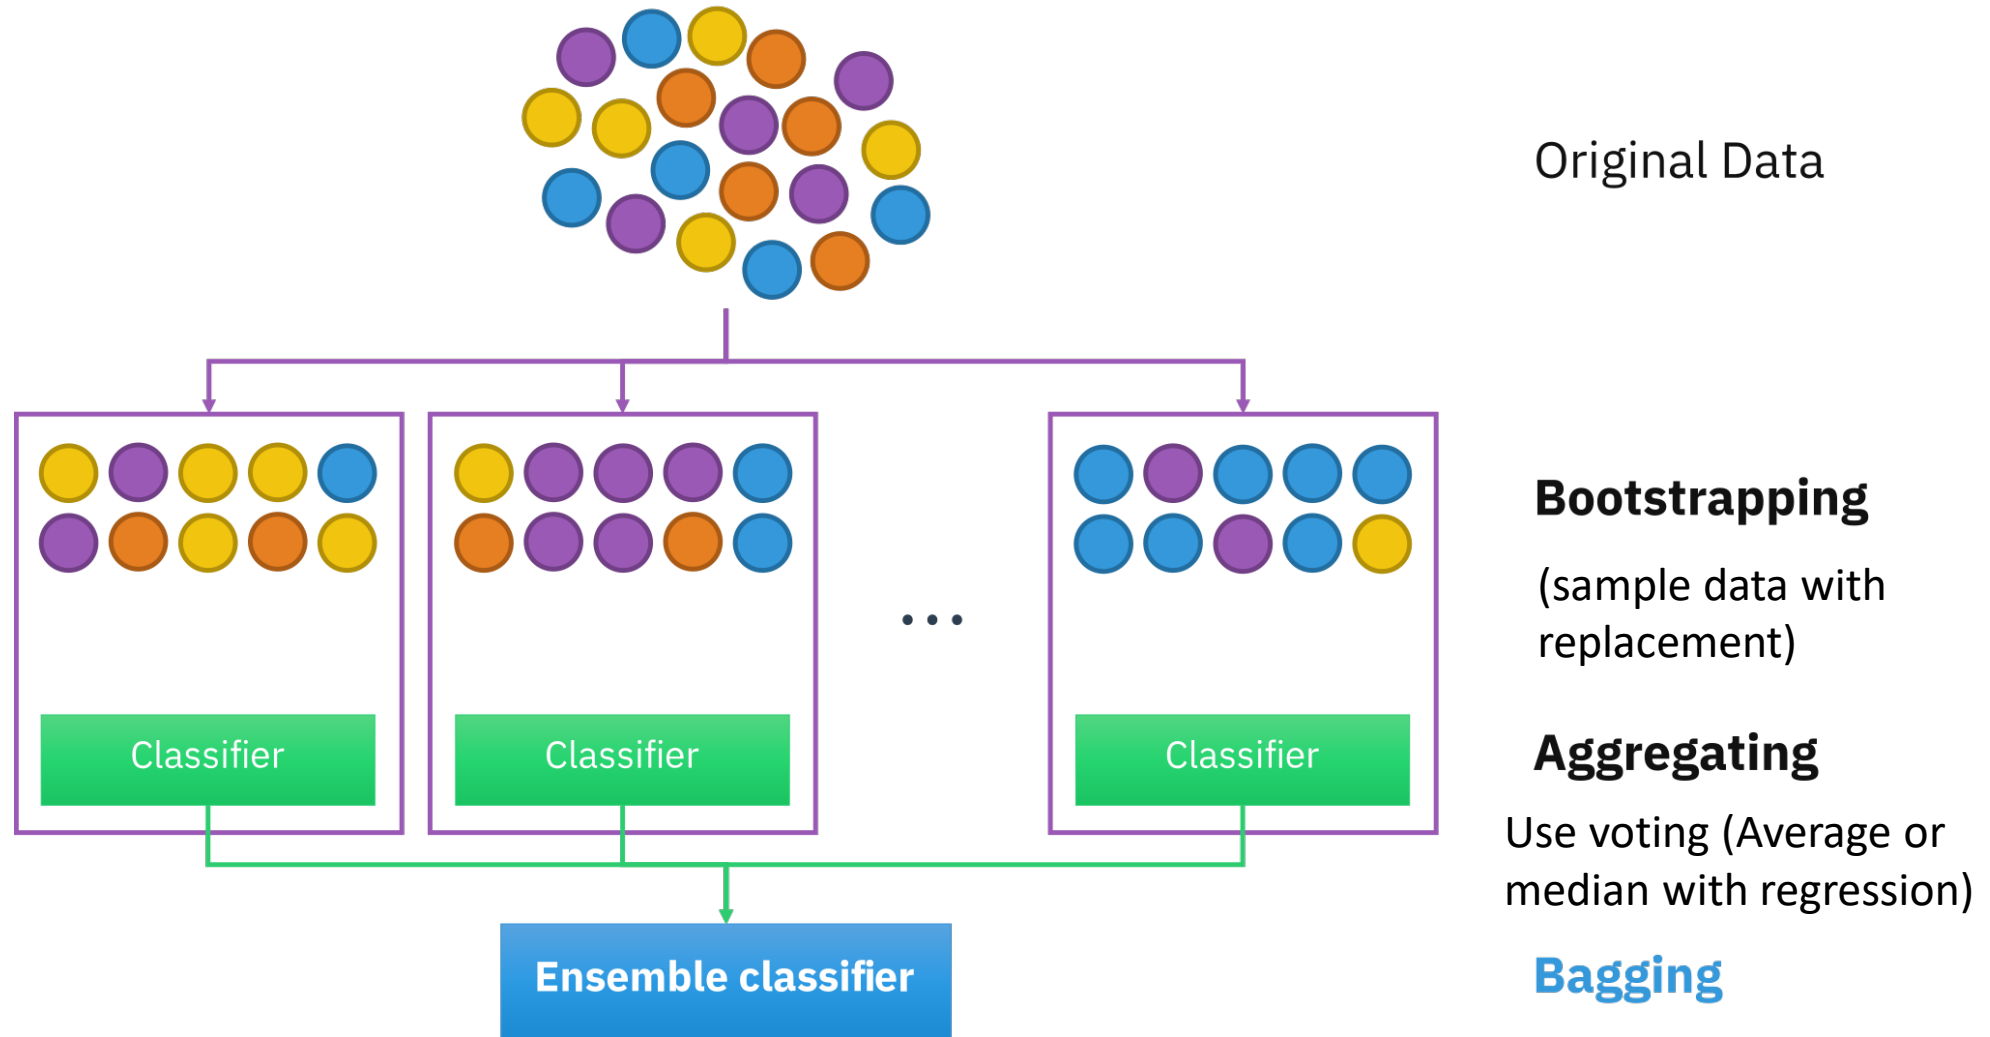 Original Data
Bootstrapping
(sample data with
replacement)
...
Classifier
Classifier
Classifier
Aggregating
Use voting (Average or
median with regression)
Ensemble classifier
Bagging